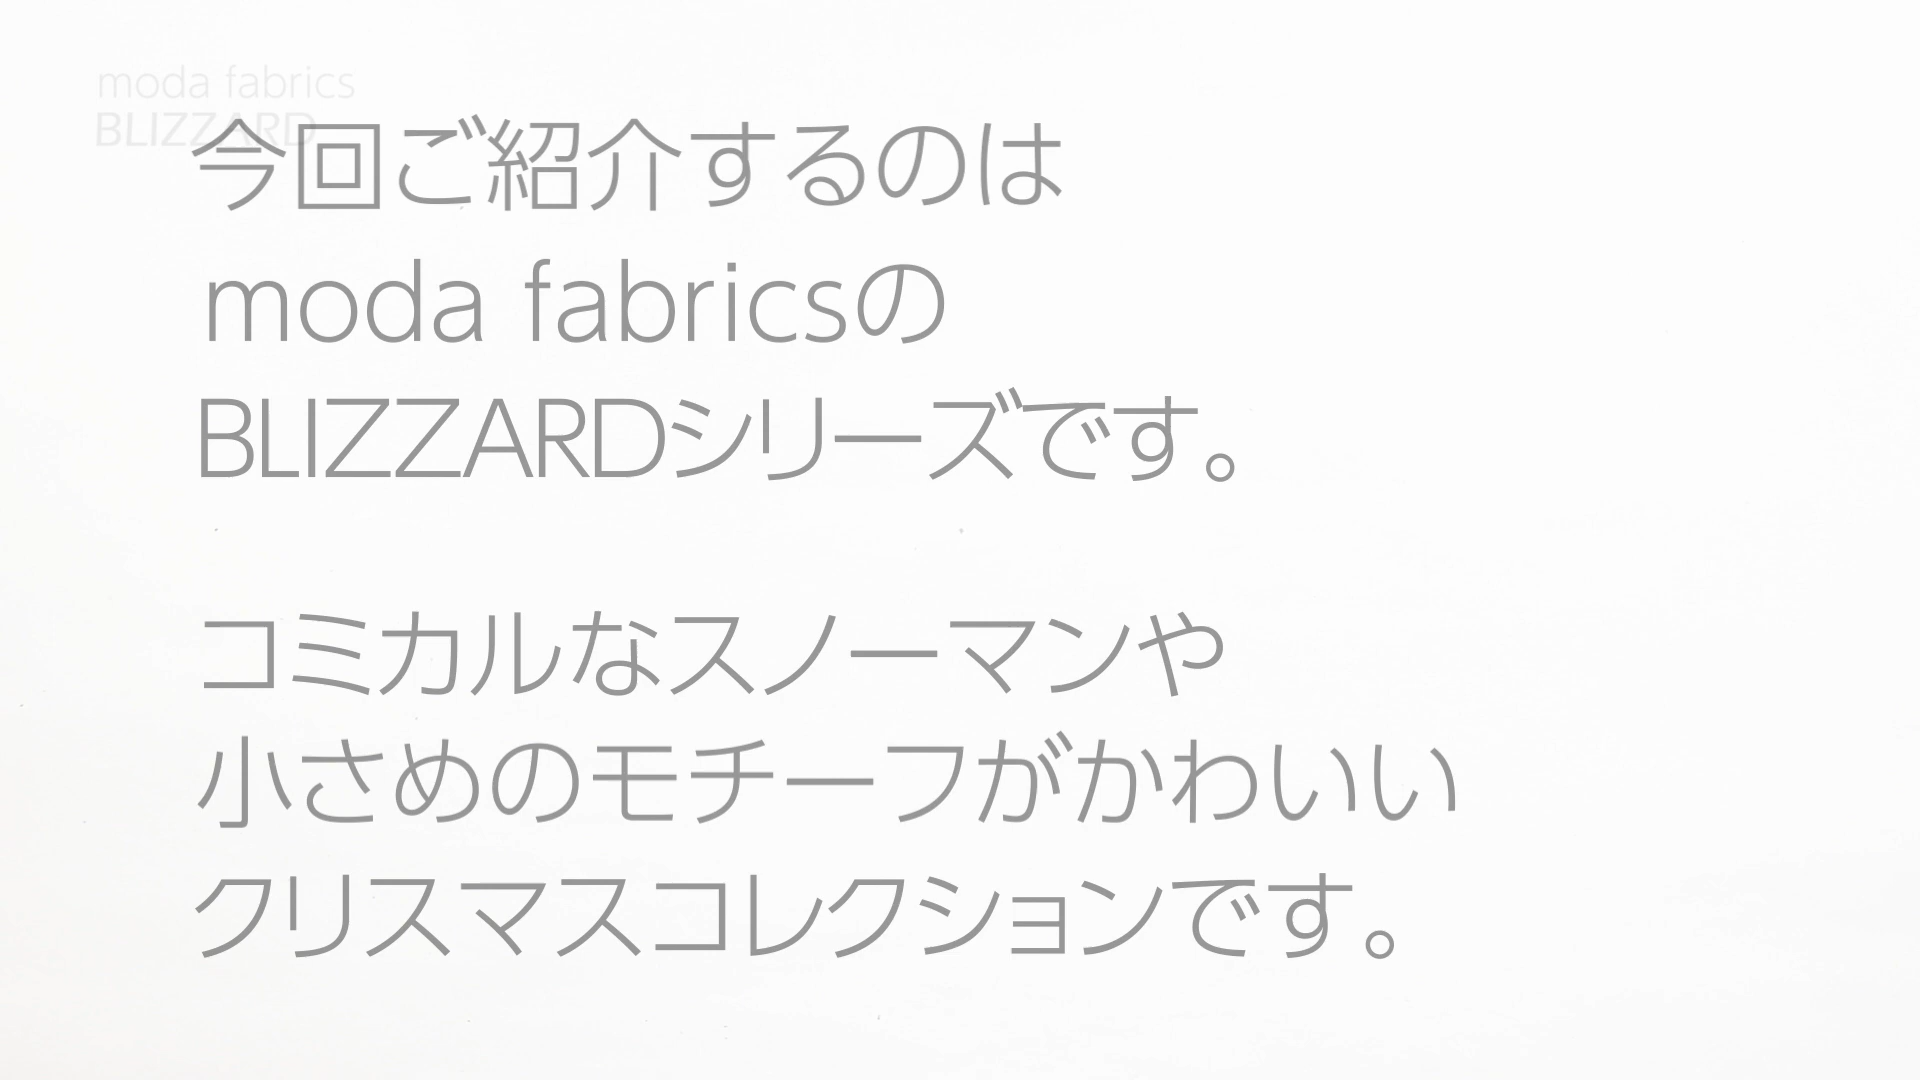 moda fabrics
BLIZZARD
今回ご紹介するのは
moda fabricsの
BLIZZARDシリーズです。
コミカルなスノーマンや
小さめのモチーフがかわいい
クリスマスコレクションです。